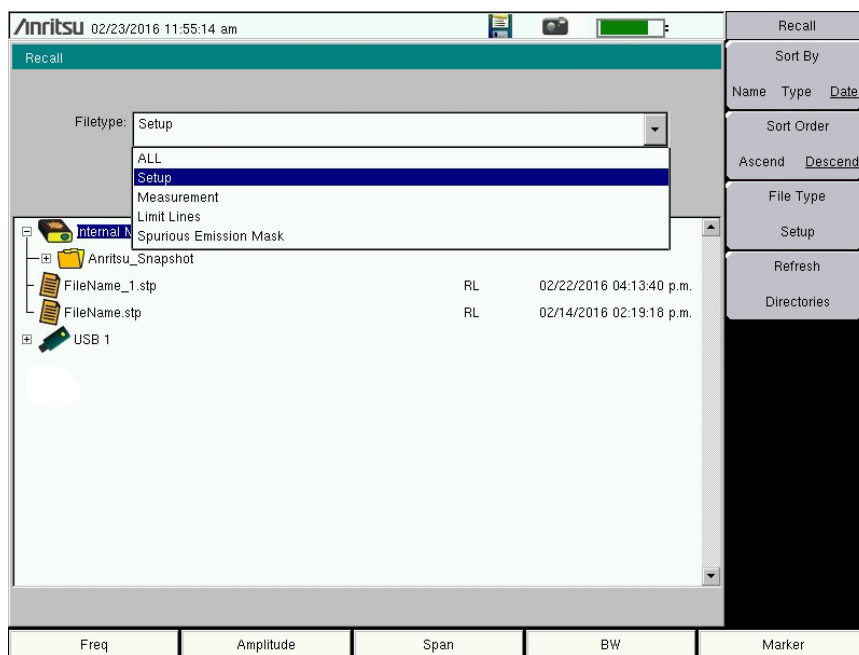 Anritsu 02/23/2016 11:55:14 am
Recall
Filetype: Setup
ALL
Setup
Measurement
Limit Lines
Spurious Emission Mask
Internal
Anritsu_Snapshot
FileName_1.stp RL 02/22/2016 04:13:40 p.m.
FileName.stp RL 02/14/2016 02:19:18 p.m.
USB 1
Recall
Sort By
Name Type Date
Sort Order
Ascend Descend
File Type
Setup
Refresh
Directories
Freq Amplitude Span BW Marker